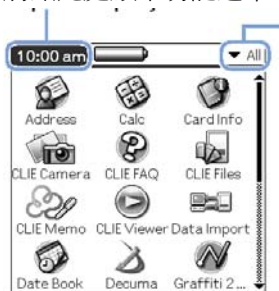 10:00 am
All
Address
Calc
Card Info
CLIE Camera
CLIE FAQ
CLIE Files
CLIE Memo
CLIE Viewer
Data Import
Date Book
Decuma
Graffiti 2 ...